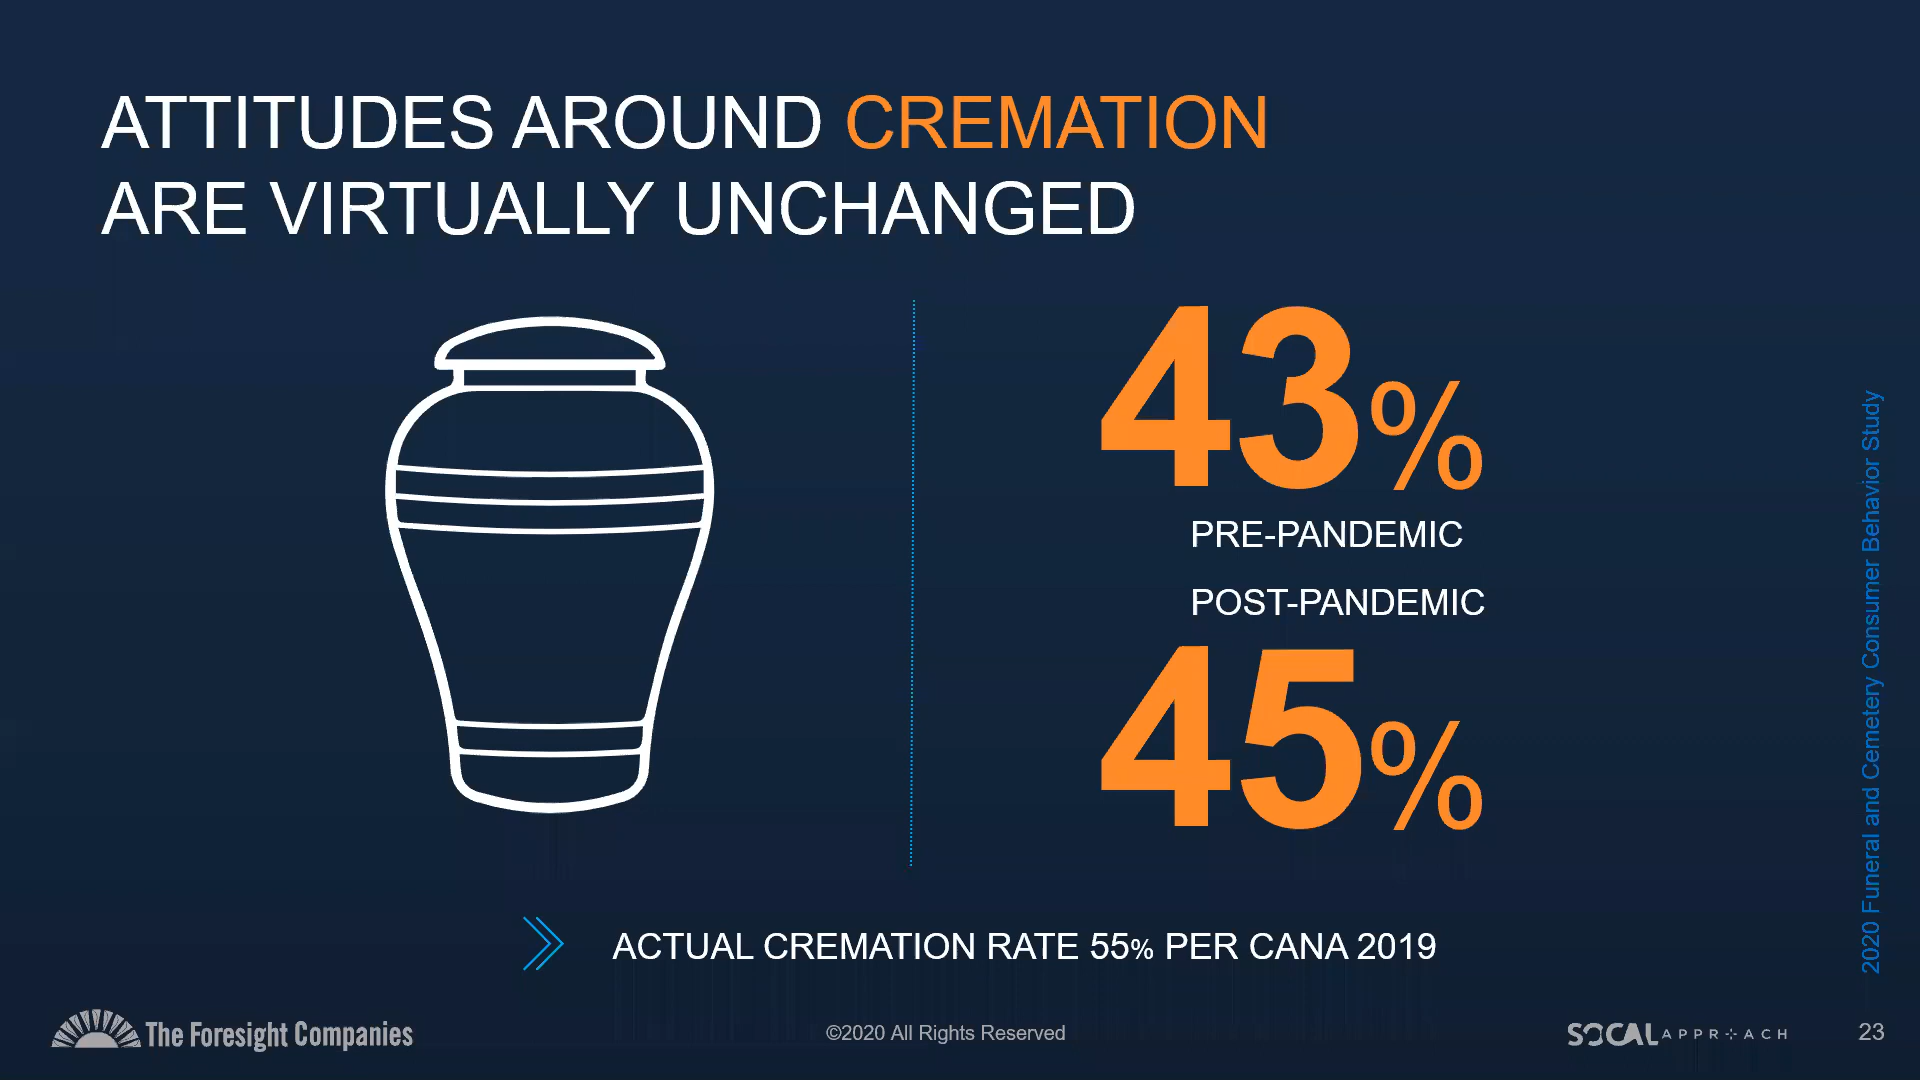 ATTITUDES AROUND CREMATION
ARE VIRTUALLY UNCHANGED
43%
PRE-PANDEMIC
POST-PANDEMIC
45%
ACTUAL CREMATION RATE 55% PER CANA 2019
2020 Funeral and Cemetery Consumer Behavior Study
The Foresight Companies
©2020 All Rights Reserved
SOCAL APPROACH
23